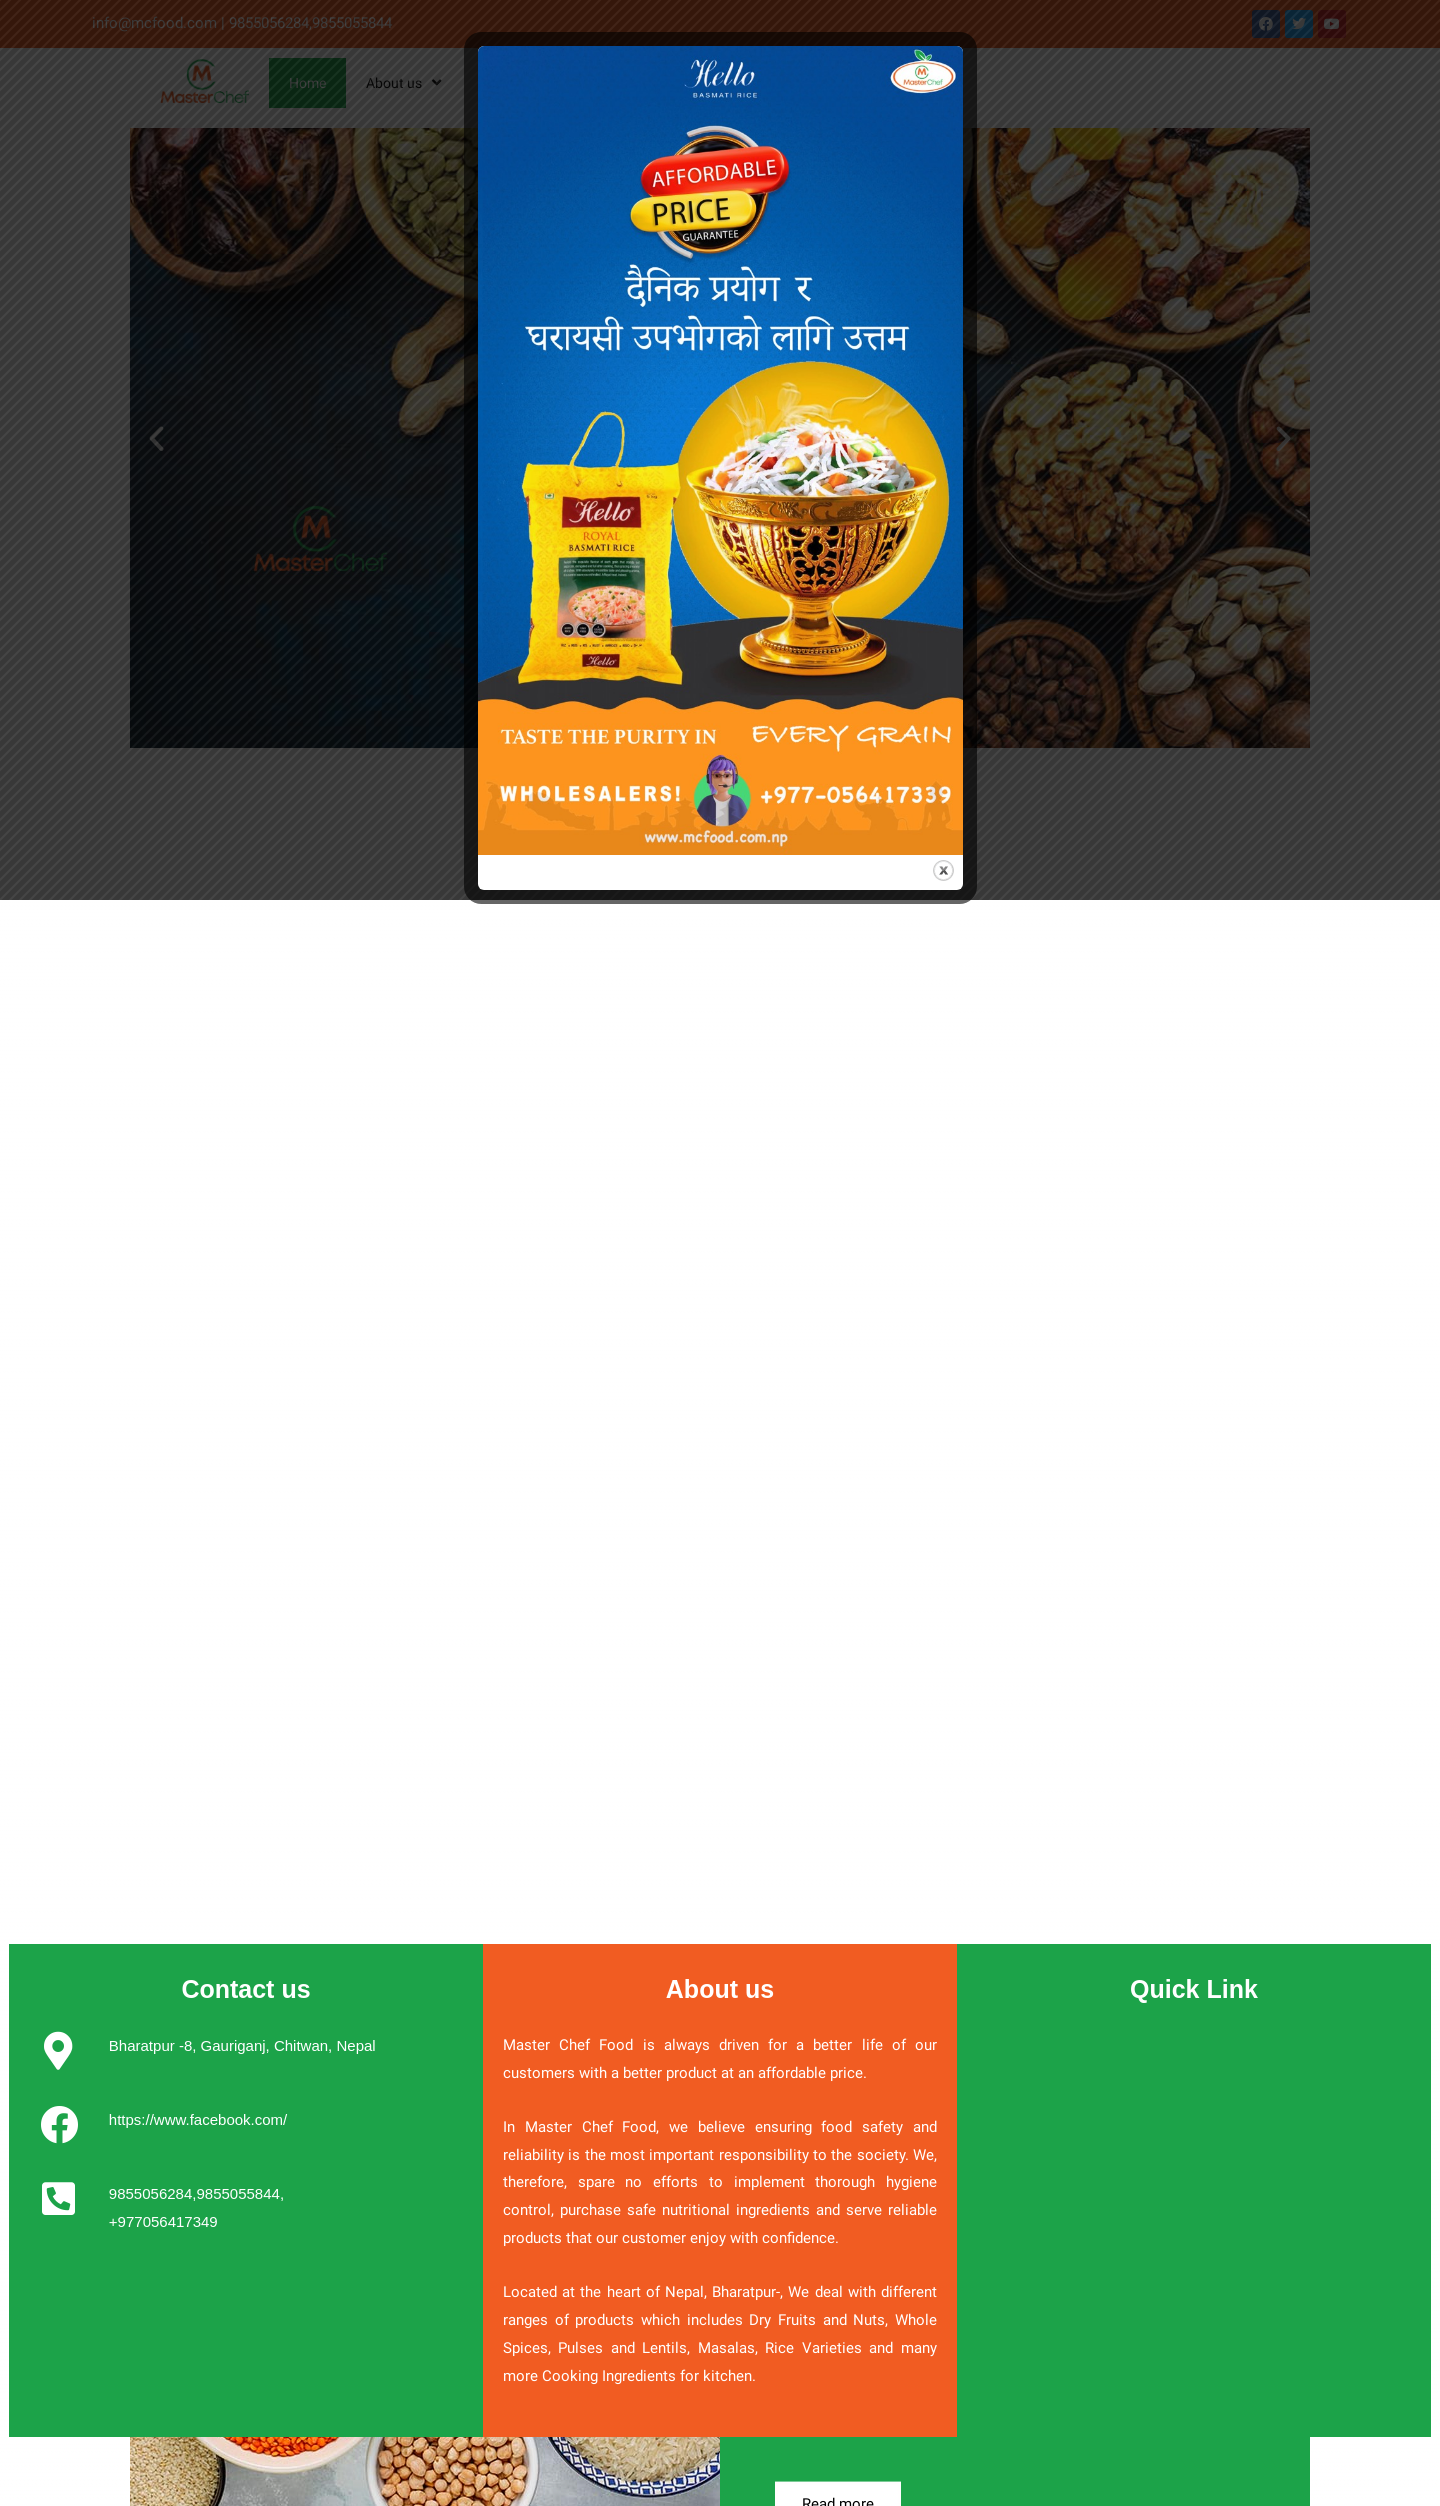 info@mcfood.com | 9855056284,9855055844
MasterChef
Home
About us
Hello
BASMATI RICE
MasterChef
AFFORDABLE
PRICE
GUARANTEE
दैनिक प्रयोग र
घरायसी उपभोगको लागि उत्तम
Hello
ROYAL
BASMATI RICE
Hello
MasterChef
TASTE THE PURITY IN EVERY GRAIN
WHOLESALERS! +977-056417339
www.mcfood.com.np
X
Contact us
Bharatpur -8, Gauriganj, Chitwan, Nepal
https://www.facebook.com/
9855056284,9855055844,
+977056417349
About us
Master Chef Food is always driven for a better life of our
customers with a better product at an affordable price.
In Master Chef Food, we believe ensuring food safety and
reliability is the most important responsibility to the society. We,
therefore, spare no efforts to implement thorough hygiene
control, purchase safe nutritional ingredients and serve reliable
products that our customer enjoy with confidence.
Located at the heart of Nepal, Bharatpur-, We deal with different
ranges of products which includes Dry Fruits and Nuts, Whole
Spices, Pulses and Lentils, Masalas, Rice Varieties and many
more Cooking Ingredients for kitchen.
Quick Link
Read more